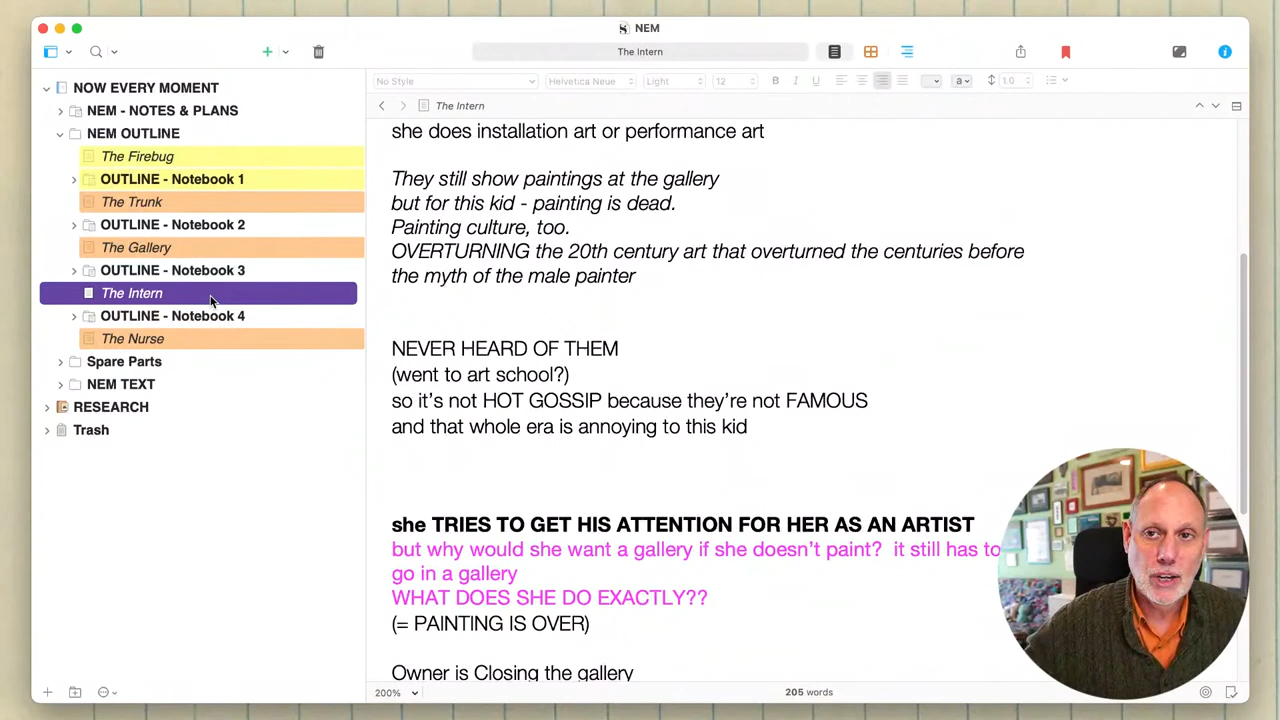 NEM
The Intern
No Style
Helvetica Neue
Light
12
B
I
U
a
1.0
NOW EVERY MOMENT
NEM - NOTES & PLANS
NEM OUTLINE
The Firebug
OUTLINE - Notebook 1
The Trunk
OUTLINE - Notebook 2
The Gallery
OUTLINE - Notebook 3
The Intern
OUTLINE - Notebook 4
The Nurse
Spare Parts
NEM TEXT
RESEARCH
Trash
The Intern
she does installation art or performance art
They still show paintings at the gallery
but for this kid - painting is dead.
Painting culture, too.
OVERTURNING the 20th century art that overturned the centuries before
the myth of the male painter
NEVER HEARD OF THEM
(went to art school?)
so it’s not HOT GOSSIP because they’re not FAMOUS
and that whole era is annoying to this kid
she TRIES TO GET HIS ATTENTION FOR HER AS AN ARTIST
but why would she want a gallery if she doesn’t paint?  it still has to
go in a gallery
WHAT DOES SHE DO EXACTLY??
(= PAINTING IS OVER)
Owner is Closing the gallery
200%
205 words